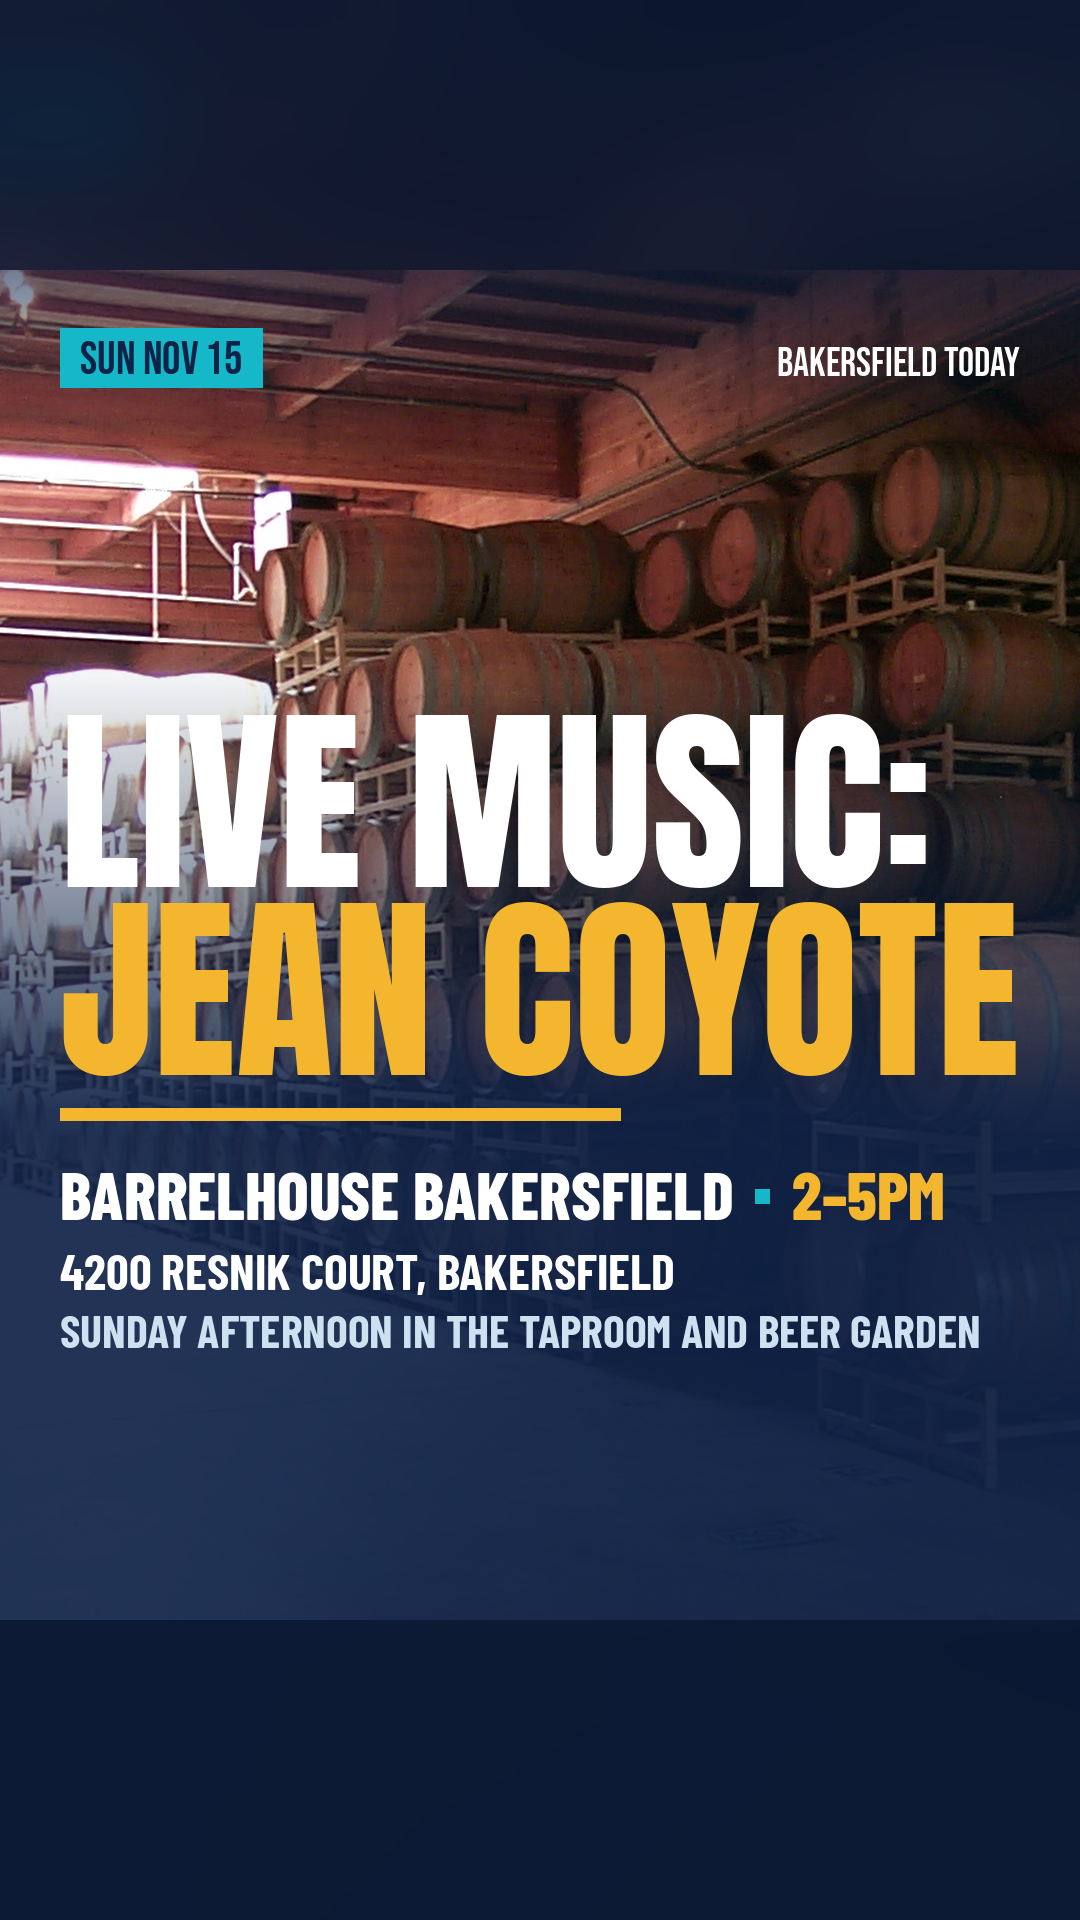 SUN NOV 15
BAKERSFIELD TODAY
LIVE MUSIC:
JEAN COYOTE
BARRELHOUSE BAKERSFIELD ▪ 2–5PM
4200 RESNIK COURT, BAKERSFIELD
SUNDAY AFTERNOON IN THE TAPROOM AND BEER GARDEN